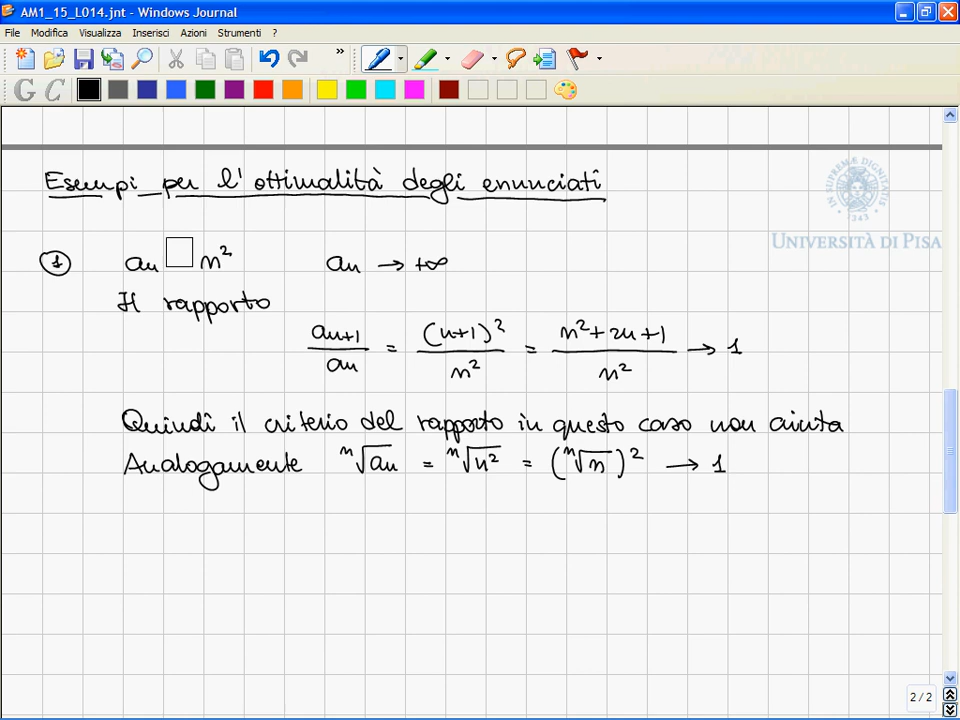 AM1_15_L014.jnt - Windows Journal
File Modifica Visualizza Inserisci Azioni Strumenti ?
»
G C
Esempi per l'ottimalità degli enunciati
UNIVERSITÀ DI PISA
① an □ n² an → +∞
Il rapporto
an+1 / an = (n+1)² / n² = n²+2n+1 / n² → 1
Quindi il criterio del rapporto in questo caso non aiuta
Analogamente ⁿ√an = ⁿ√n² = (ⁿ√n)² → 1
2 / 2